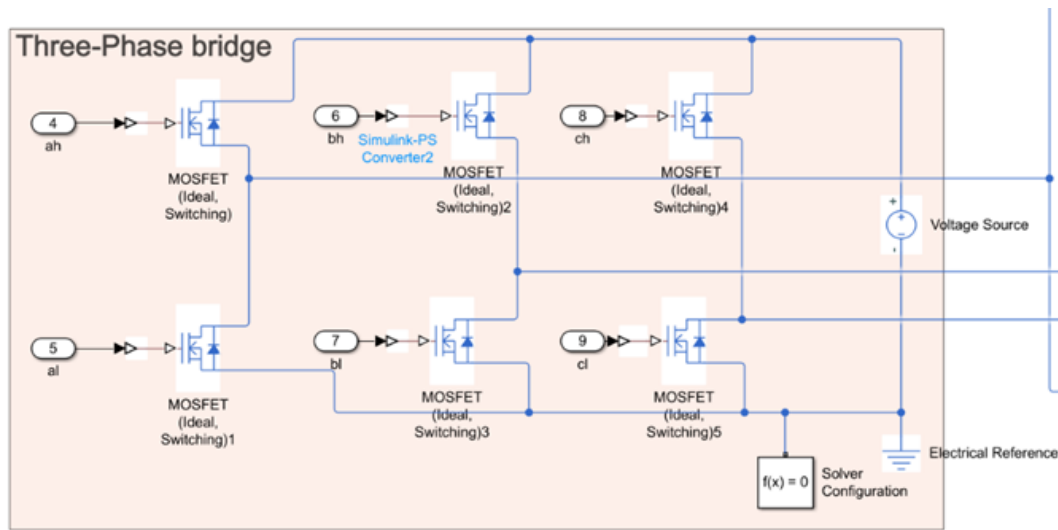 Three-Phase bridge
4
ah
MOSFET
(Ideal,
Switching)
6
bh
Simulink-PS
Converter2
MOSFET
(Ideal,
Switching)2
8
ch
MOSFET
(Ideal,
Switching)4
+
+
−
-
Voltage Source
5
al
MOSFET
(Ideal,
Switching)1
7
bl
MOSFET
(Ideal,
Switching)3
9
cl
MOSFET
(Ideal,
Switching)5
f(x) = 0
Solver
Configuration
Electrical Reference